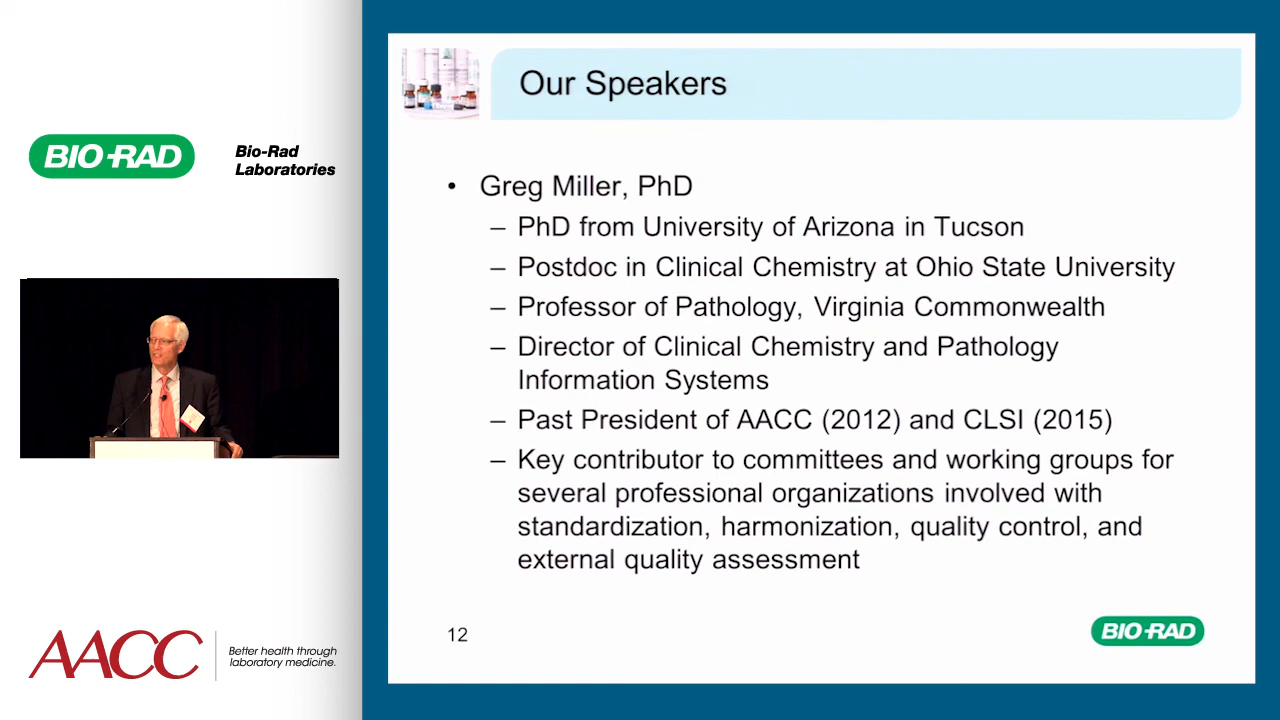 BIO-RAD
Bio-Rad
Laboratories
AACC
Better health through
laboratory medicine.
Our Speakers
• Greg Miller, PhD
– PhD from University of Arizona in Tucson
– Postdoc in Clinical Chemistry at Ohio State University
– Professor of Pathology, Virginia Commonwealth
– Director of Clinical Chemistry and Pathology
Information Systems
– Past President of AACC (2012) and CLSI (2015)
– Key contributor to committees and working groups for
several professional organizations involved with
standardization, harmonization, quality control, and
external quality assessment
12
BIO-RAD